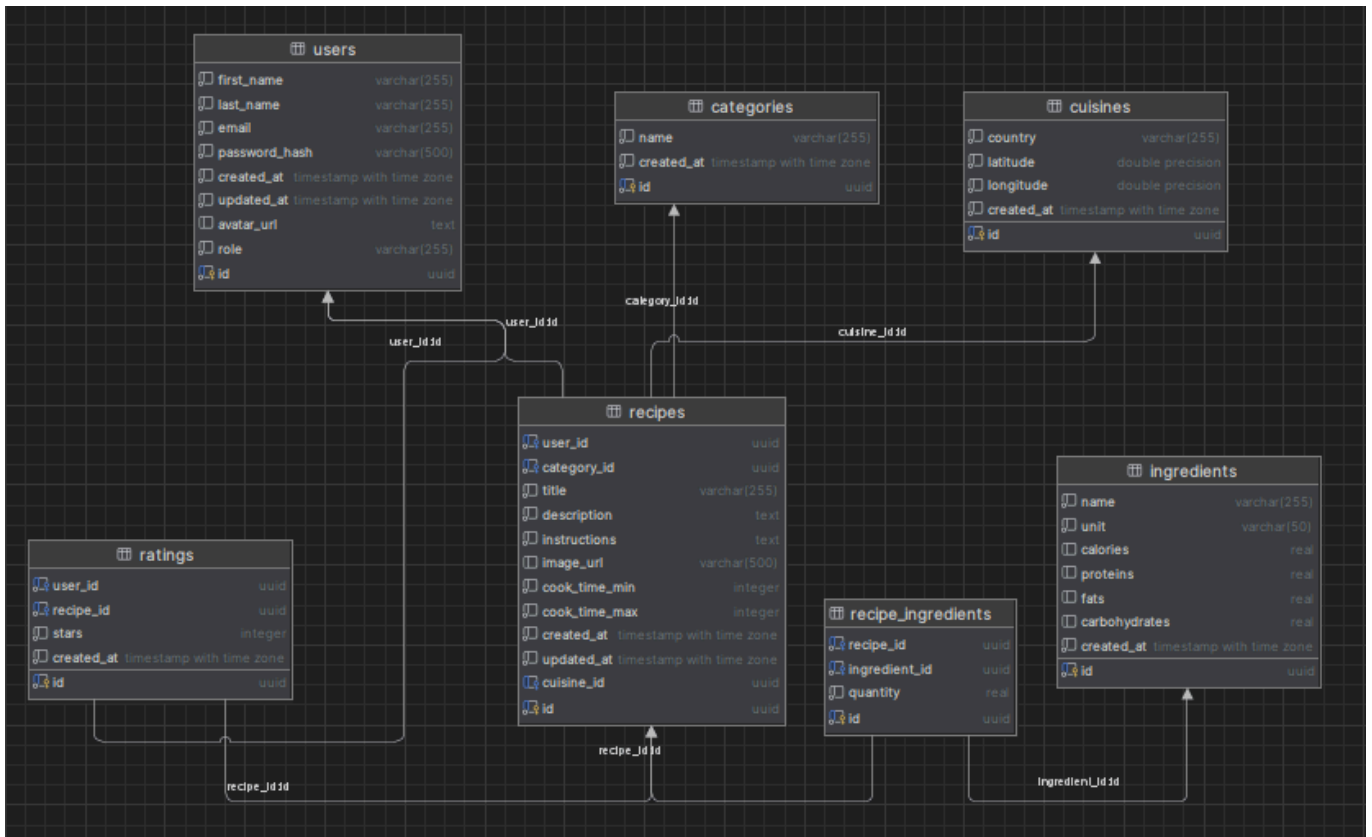 users
first_name varchar(255)
last_name varchar(255)
email varchar(255)
password_hash varchar(500)
created_at timestamp with time zone
updated_at timestamp with time zone
avatar_url text
role varchar(255)
id uuid
categories
name varchar(255)
created_at timestamp with time zone
id uuid
cuisines
country varchar(255)
latitude double precision
longitude double precision
created_at timestamp with time zone
id uuid
category_id:id
user_id:id
user_id:id
cuisine_id:id
recipes
user_id uuid
category_id uuid
title varchar(255)
description text
instructions text
image_url varchar(500)
cook_time_min integer
cook_time_max integer
created_at timestamp with time zone
updated_at timestamp with time zone
cuisine_id uuid
id uuid
ingredients
name varchar(255)
unit varchar(50)
calories real
proteins real
fats real
carbohydrates real
created_at timestamp with time zone
id uuid
ratings
user_id uuid
recipe_id uuid
stars integer
created_at timestamp with time zone
id uuid
recipe_ingredients
recipe_id uuid
ingredient_id uuid
quantity real
id uuid
recipe_id:id
recipe_id:id
ingredient_id:id